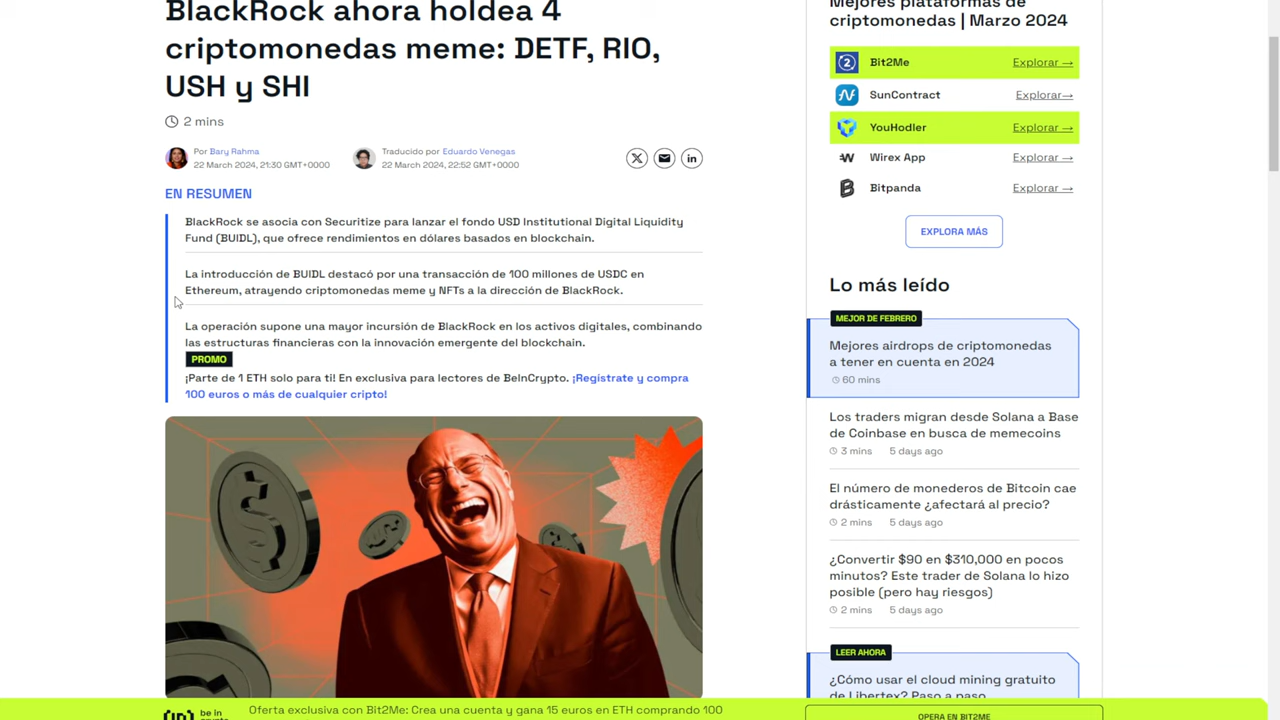 BlackRock ahora holdea 4
criptomonedas meme: DETF, RIO,
USH y SHI
2 mins
Por Bary Rahma
22 March 2024, 21:30 GMT+0000
Traducido por Eduardo Venegas
22 March 2024, 22:52 GMT+0000
EN RESUMEN
BlackRock se asocia con Securitize para lanzar el fondo USD Institutional Digital Liquidity
Fund (BUIDL), que ofrece rendimientos en dólares basados en blockchain.
La introducción de BUIDL destacó por una transacción de 100 millones de USDC en
Ethereum, atrayendo criptomonedas meme y NFTs a la dirección de BlackRock.
La operación supone una mayor incursión de BlackRock en los activos digitales, combinando
las estructuras financieras con la innovación emergente del blockchain.
PROMO
¡Parte de 1 ETH solo para ti! En exclusiva para lectores de BeInCrypto. ¡Regístrate y compra
100 euros o más de cualquier cripto!
Mejores plataformas de
criptomonedas | Marzo 2024
Bit2Me Explorar →
SunContract Explorar→
YouHodler Explorar →
Wirex App Explorar →
Bitpanda Explorar →
EXPLORA MÁS
Lo más leído
MEJOR DE FEBRERO
Mejores airdrops de criptomonedas
a tener en cuenta en 2024
60 mins
Los traders migran desde Solana a Base
de Coinbase en busca de memecoins
3 mins 5 days ago
El número de monederos de Bitcoin cae
drásticamente ¿afectará al precio?
2 mins 5 days ago
¿Convertir $90 en $310,000 en pocos
minutos? Este trader de Solana lo hizo
posible (pero hay riesgos)
2 mins 5 days ago
LEER AHORA
¿Cómo usar el cloud mining gratuito
de Libertex? Paso a paso
be in
Oferta exclusiva con Bit2Me: Crea una cuenta y gana 15 euros en ETH comprando 100
OPERA EN BIT2ME